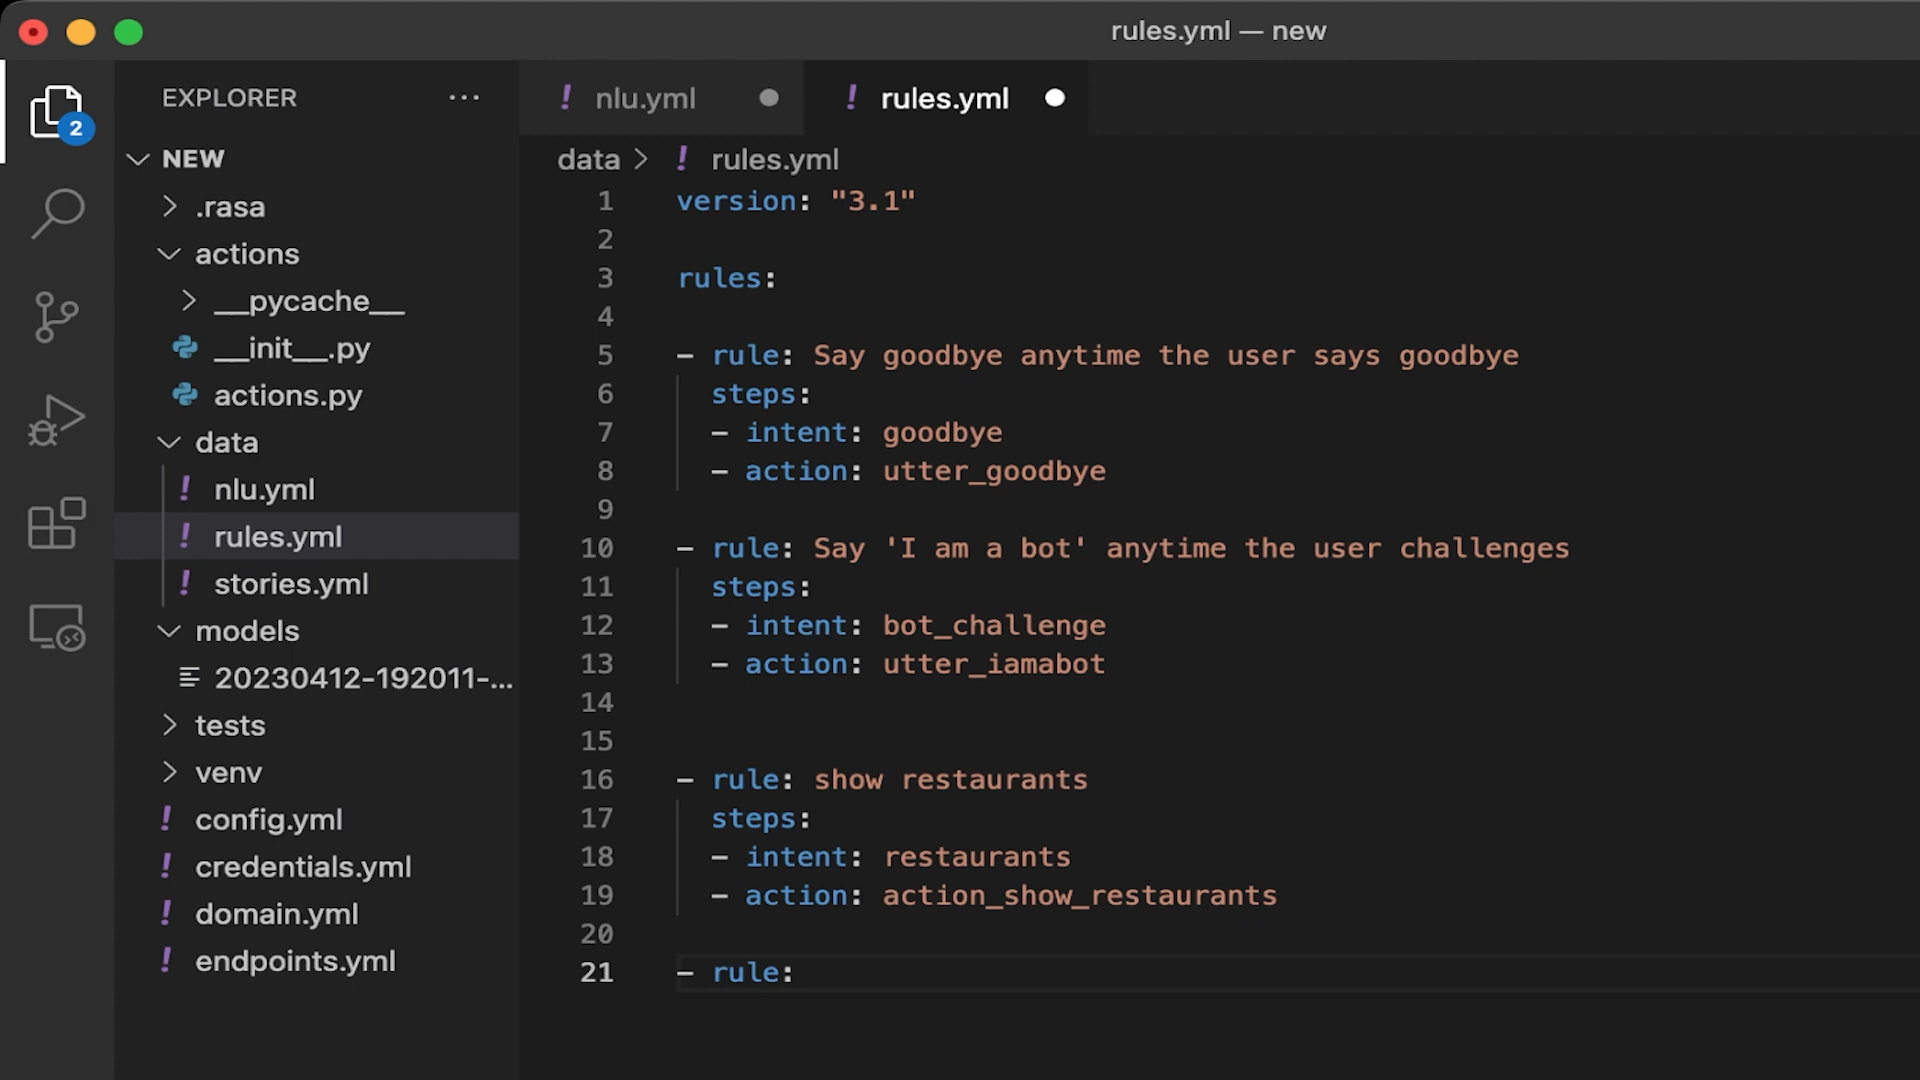 rules.yml — new
EXPLORER ...
2
NEW
.rasa
actions
__pycache__
__init__.py
actions.py
data
! nlu.yml
! rules.yml
! stories.yml
models
20230412-192011-...
tests
venv
! config.yml
! credentials.yml
! domain.yml
! endpoints.yml
! nlu.yml
! rules.yml
data > ! rules.yml
1 version: "3.1"
2
3 rules:
4
5 - rule: Say goodbye anytime the user says goodbye
6 steps:
7 - intent: goodbye
8 - action: utter_goodbye
9
10 - rule: Say 'I am a bot' anytime the user challenges
11 steps:
12 - intent: bot_challenge
13 - action: utter_iamabot
14
15
16 - rule: show restaurants
17 steps:
18 - intent: restaurants
19 - action: action_show_restaurants
20
21 - rule: